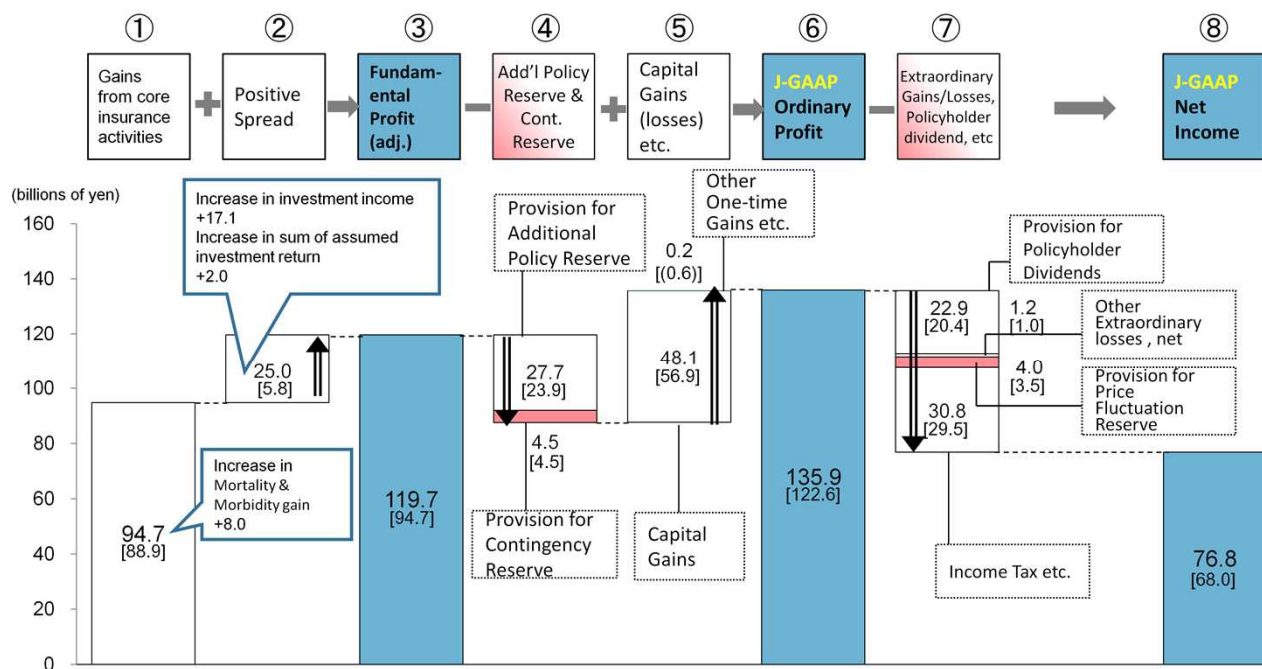 ① ② ③ ④ ⑤ ⑥ ⑦ ⑧
Gains
from core
insurance
activities
Positive
Spread
Fundam-
mental
Profit
(adj.)
Add'l Policy
Reserve &
Cont.
Reserve
Capital
Gains
(losses)
etc.
J-GAAP
Ordinary
Profit
Extraordinary
Gains/Losses,
Policyholder
dividend, etc
J-GAAP
Net
Income
(billions of yen)
160
140
120
100
80
60
40
20
0
Increase in investment income
+17.1
Increase in sum of assumed
investment return
+2.0
25.0
[5.8]
Increase in
Mortality &
Morbidity gain
+8.0
94.7
[88.9]
119.7
[94.7]
Provision for
Additional
Policy Reserve
27.7
[23.9]
4.5
[4.5]
Provision for
Contingency
Reserve
Other
One-time
Gains etc.
0.2
[(0.6)]
48.1
[56.9]
Capital
Gains
135.9
[122.6]
Provision for
Policyholder
Dividends
22.9
[20.4]
1.2
[1.0]
Other
Extraordinary
losses , net
4.0
[3.5]
Provision for
Price
Fluctuation
Reserve
30.8
[29.5]
Income Tax etc.
76.8
[68.0]